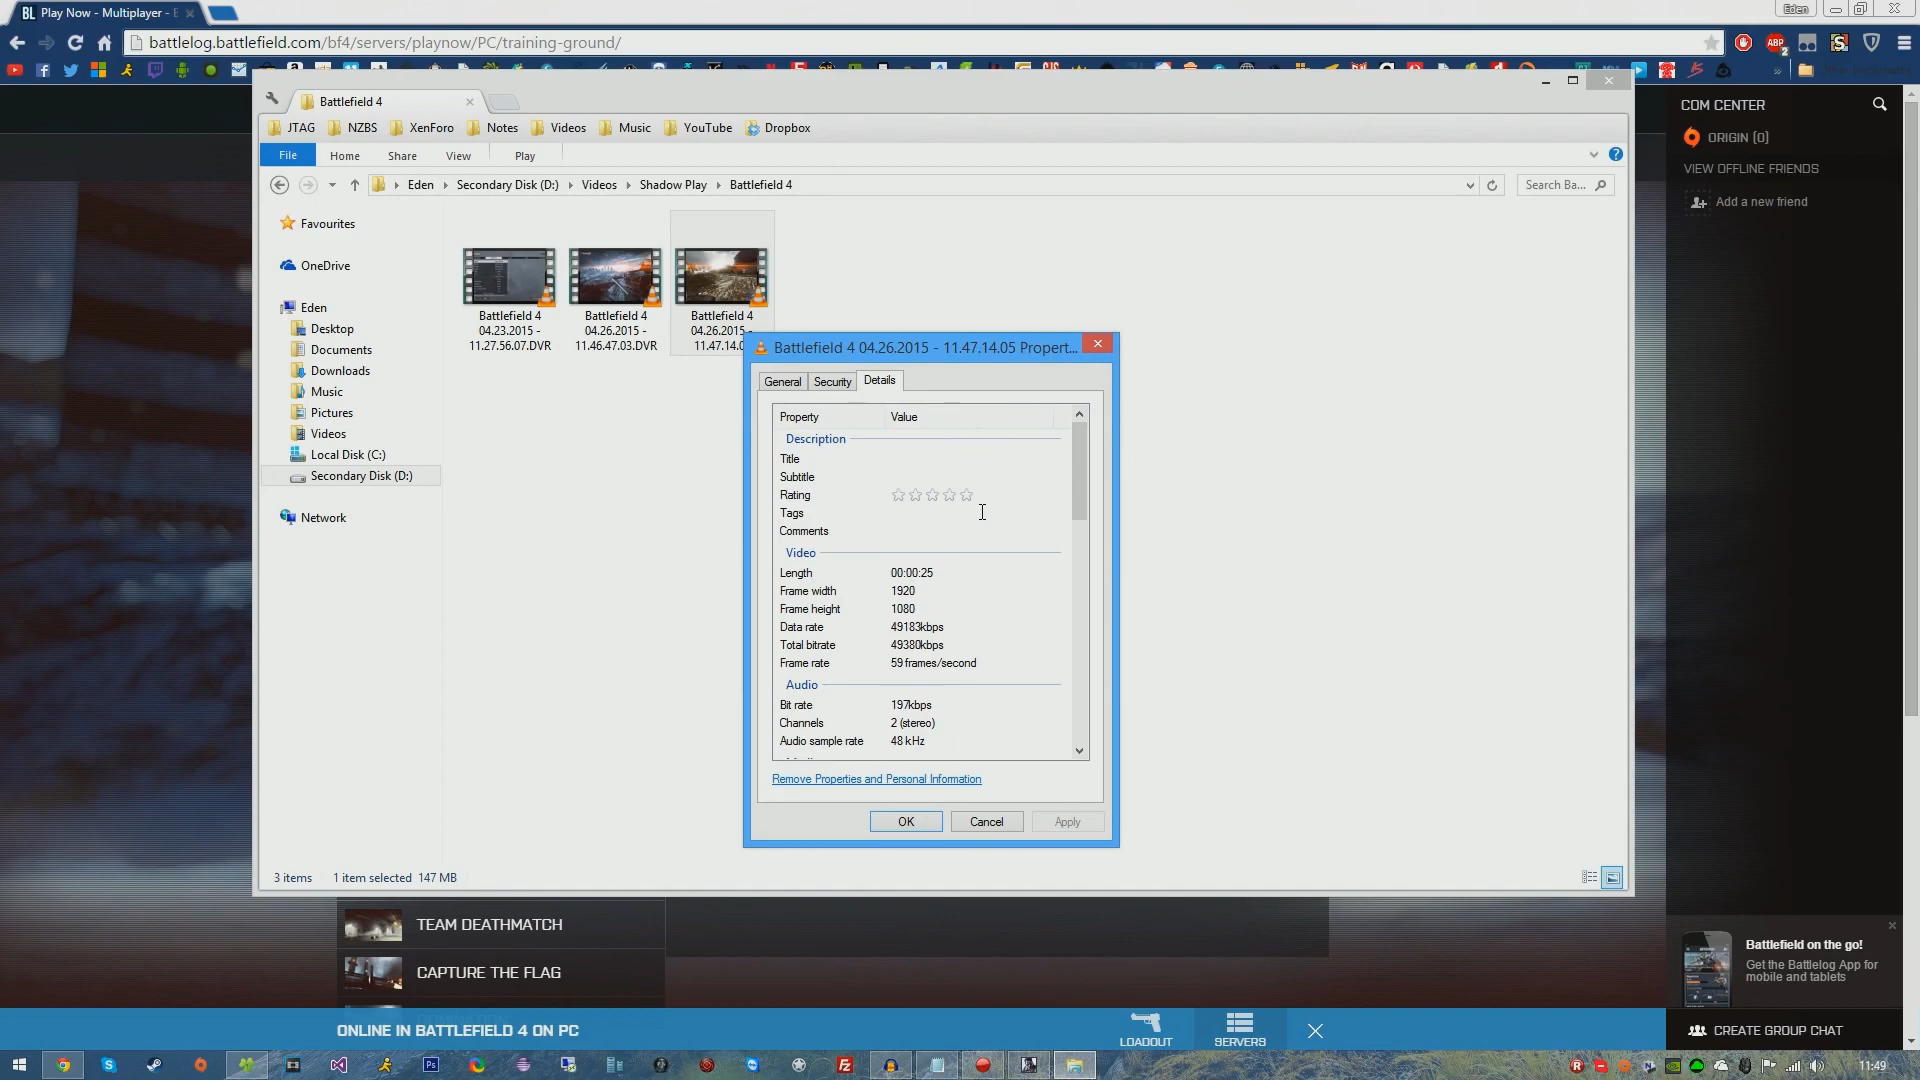 BL Play Now - Multiplayer -
Eden
battlelog.battlefield.com/bf4/servers/playnow/PC/training-ground/
ABP
2
Battlefield 4
JTAG
NZBS
XenForo
Notes
Videos
Music
YouTube
Dropbox
File
Home
Share
View
Play
Eden
Secondary Disk (D:)
Videos
Shadow Play
Battlefield 4
Search Ba...
Favourites
OneDrive
Eden
Desktop
Documents
Downloads
Music
Pictures
Videos
Local Disk (C:)
Secondary Disk (D:)
Network
Battlefield 4
04.23.2015 -
11.27.56.07.DVR
Battlefield 4
04.26.2015 -
11.46.47.03.DVR
Battlefield 4
04.26.2015 -
11.47.14.0
Battlefield 4 04.26.2015 - 11.47.14.05 Propert...
General
Security
Details
Property Value
Description
Title
Subtitle
Rating
Tags
Comments
Video
Length 00:00:25
Frame width 1920
Frame height 1080
Data rate 49183kbps
Total bitrate 49380kbps
Frame rate 59 frames/second
Audio
Bit rate 197kbps
Channels 2 (stereo)
Audio sample rate 48 kHz
Remove Properties and Personal Information
OK
Cancel
Apply
3 items 1 item selected 147 MB
COM CENTER
ORIGIN [0]
VIEW OFFLINE FRIENDS
Add a new friend
TEAM DEATHMATCH
CAPTURE THE FLAG
Battlefield on the go!
Get the Battlelog App for
mobile and tablets
ONLINE IN BATTLEFIELD 4 ON PC
LOADOUT
SERVERS
CREATE GROUP CHAT
11:49